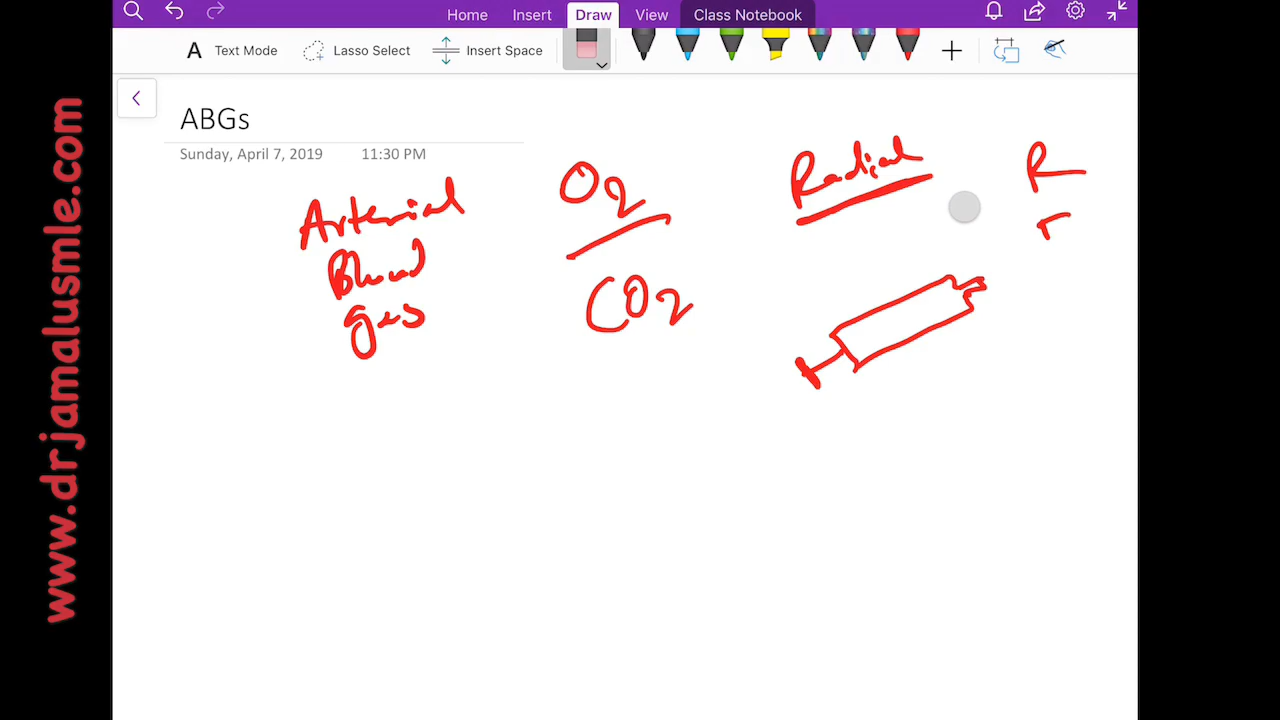 Home Insert Draw View Class Notebook
Text Mode Lasso Select Insert Space
ABGs
Sunday, April 7, 2019 11:30 PM
Arterial
Blood
gas
O2
CO2
Radial
R
r
www.drjamalusmle.com